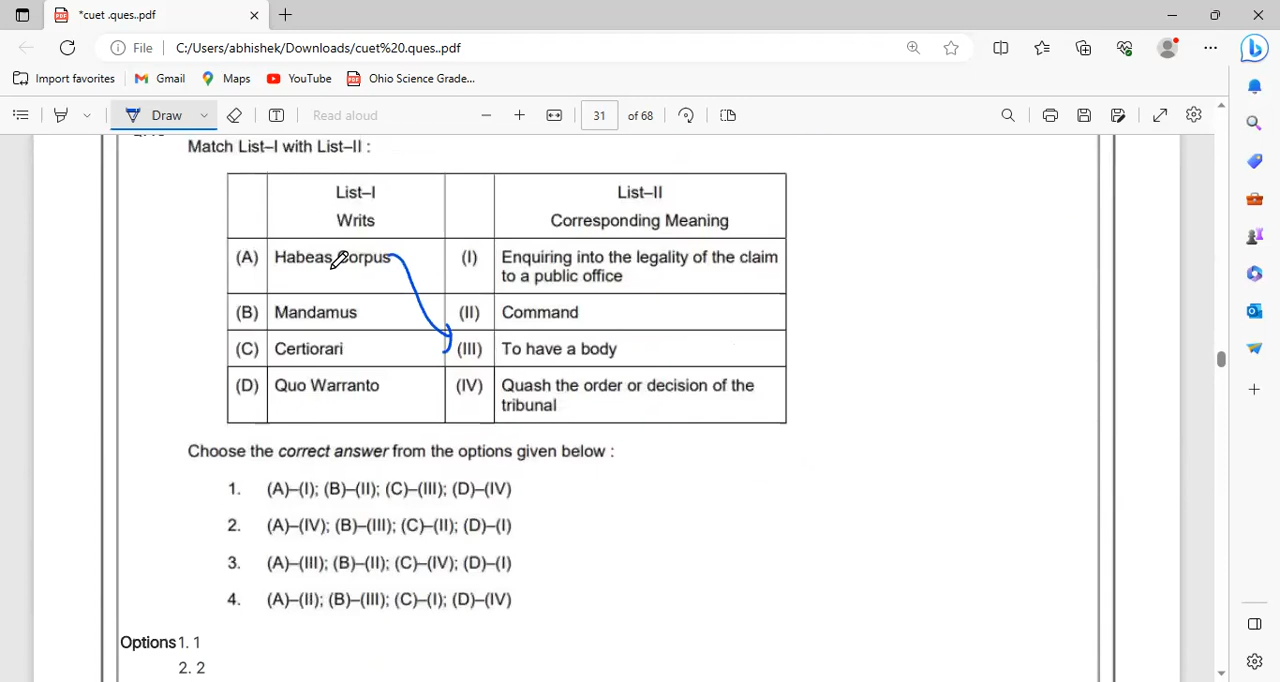 *cuet .ques..pdf
File
C:/Users/abhishek/Downloads/cuet%20.ques..pdf
Import favorites
Gmail
Maps
YouTube
Ohio Science Grade...
Draw
Read aloud
31 of 68
Match List–I with List–II :
List–I
Writs
List–II
Corresponding Meaning
(A) Habeas Corpus (I) Enquiring into the legality of the claim
to a public office
(B) Mandamus (II) Command
(C) Certiorari (III) To have a body
(D) Quo Warranto (IV) Quash the order or decision of the
tribunal
Choose the correct answer from the options given below :
1. (A)–(I); (B)–(II); (C)–(III); (D)–(IV)
2. (A)–(IV); (B)–(III); (C)–(II); (D)–(I)
3. (A)–(III); (B)–(II); (C)–(IV); (D)–(I)
4. (A)–(II); (B)–(III); (C)–(I); (D)–(IV)
Options 1. 1
2. 2